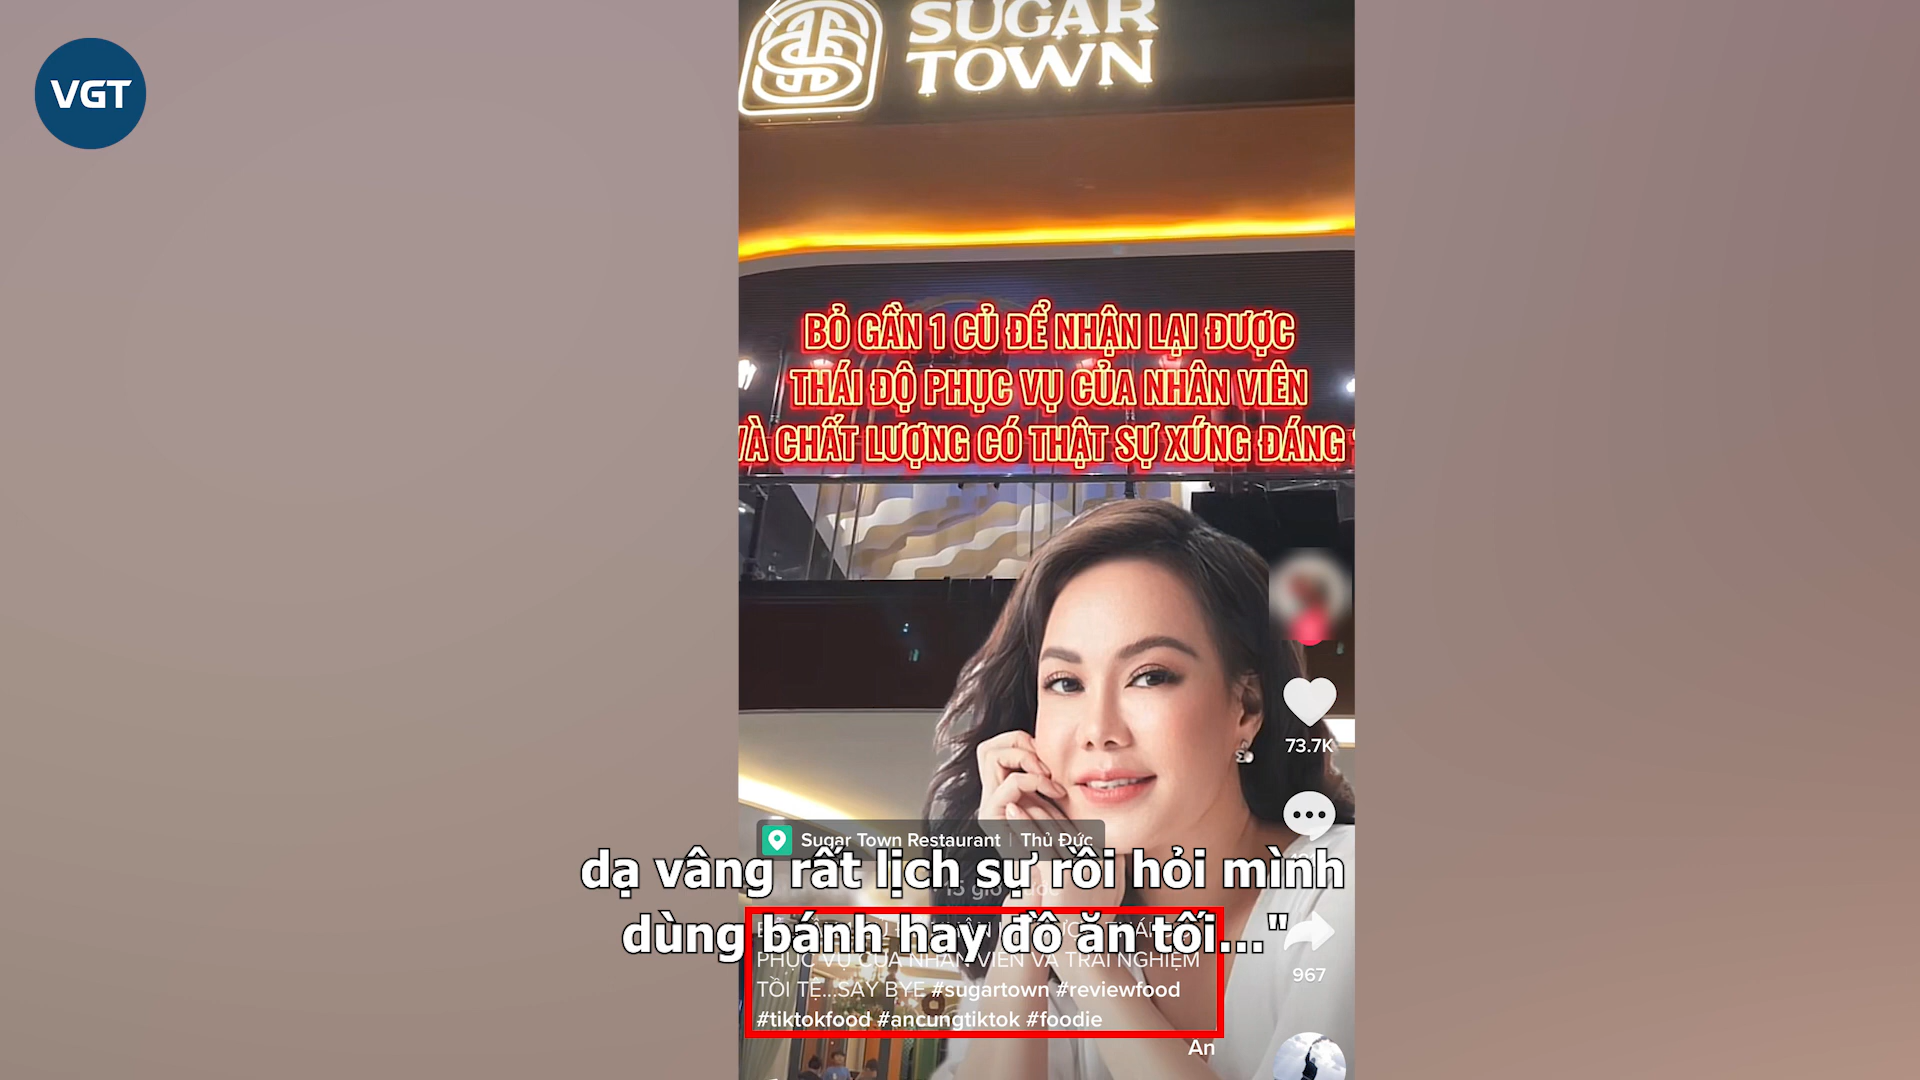 VGT
SUGAR
TOWN
BỎ GẦN 1 CỦ ĐỂ NHẬN LẠI ĐƯỢC
THÁI ĐỘ PHỤC VỤ CỦA NHÂN VIÊN
VÀ CHẤT LƯỢNG CÓ THẬT SỰ XỨNG ĐÁNG
73.7K
Sugar Town Restaurant | Thủ Đức
dạ vâng rất lịch sự rồi hỏi mình
dùng bánh hay đồ ăn tối..."
PHỤC VỤ CỦA NHÂN VIÊN VÀ TRẢI NGHIỆM
TỒI TỆ...SAY BYE #sugartown #reviewfood
#tiktokfood #ancungtiktok #foodie
967
An